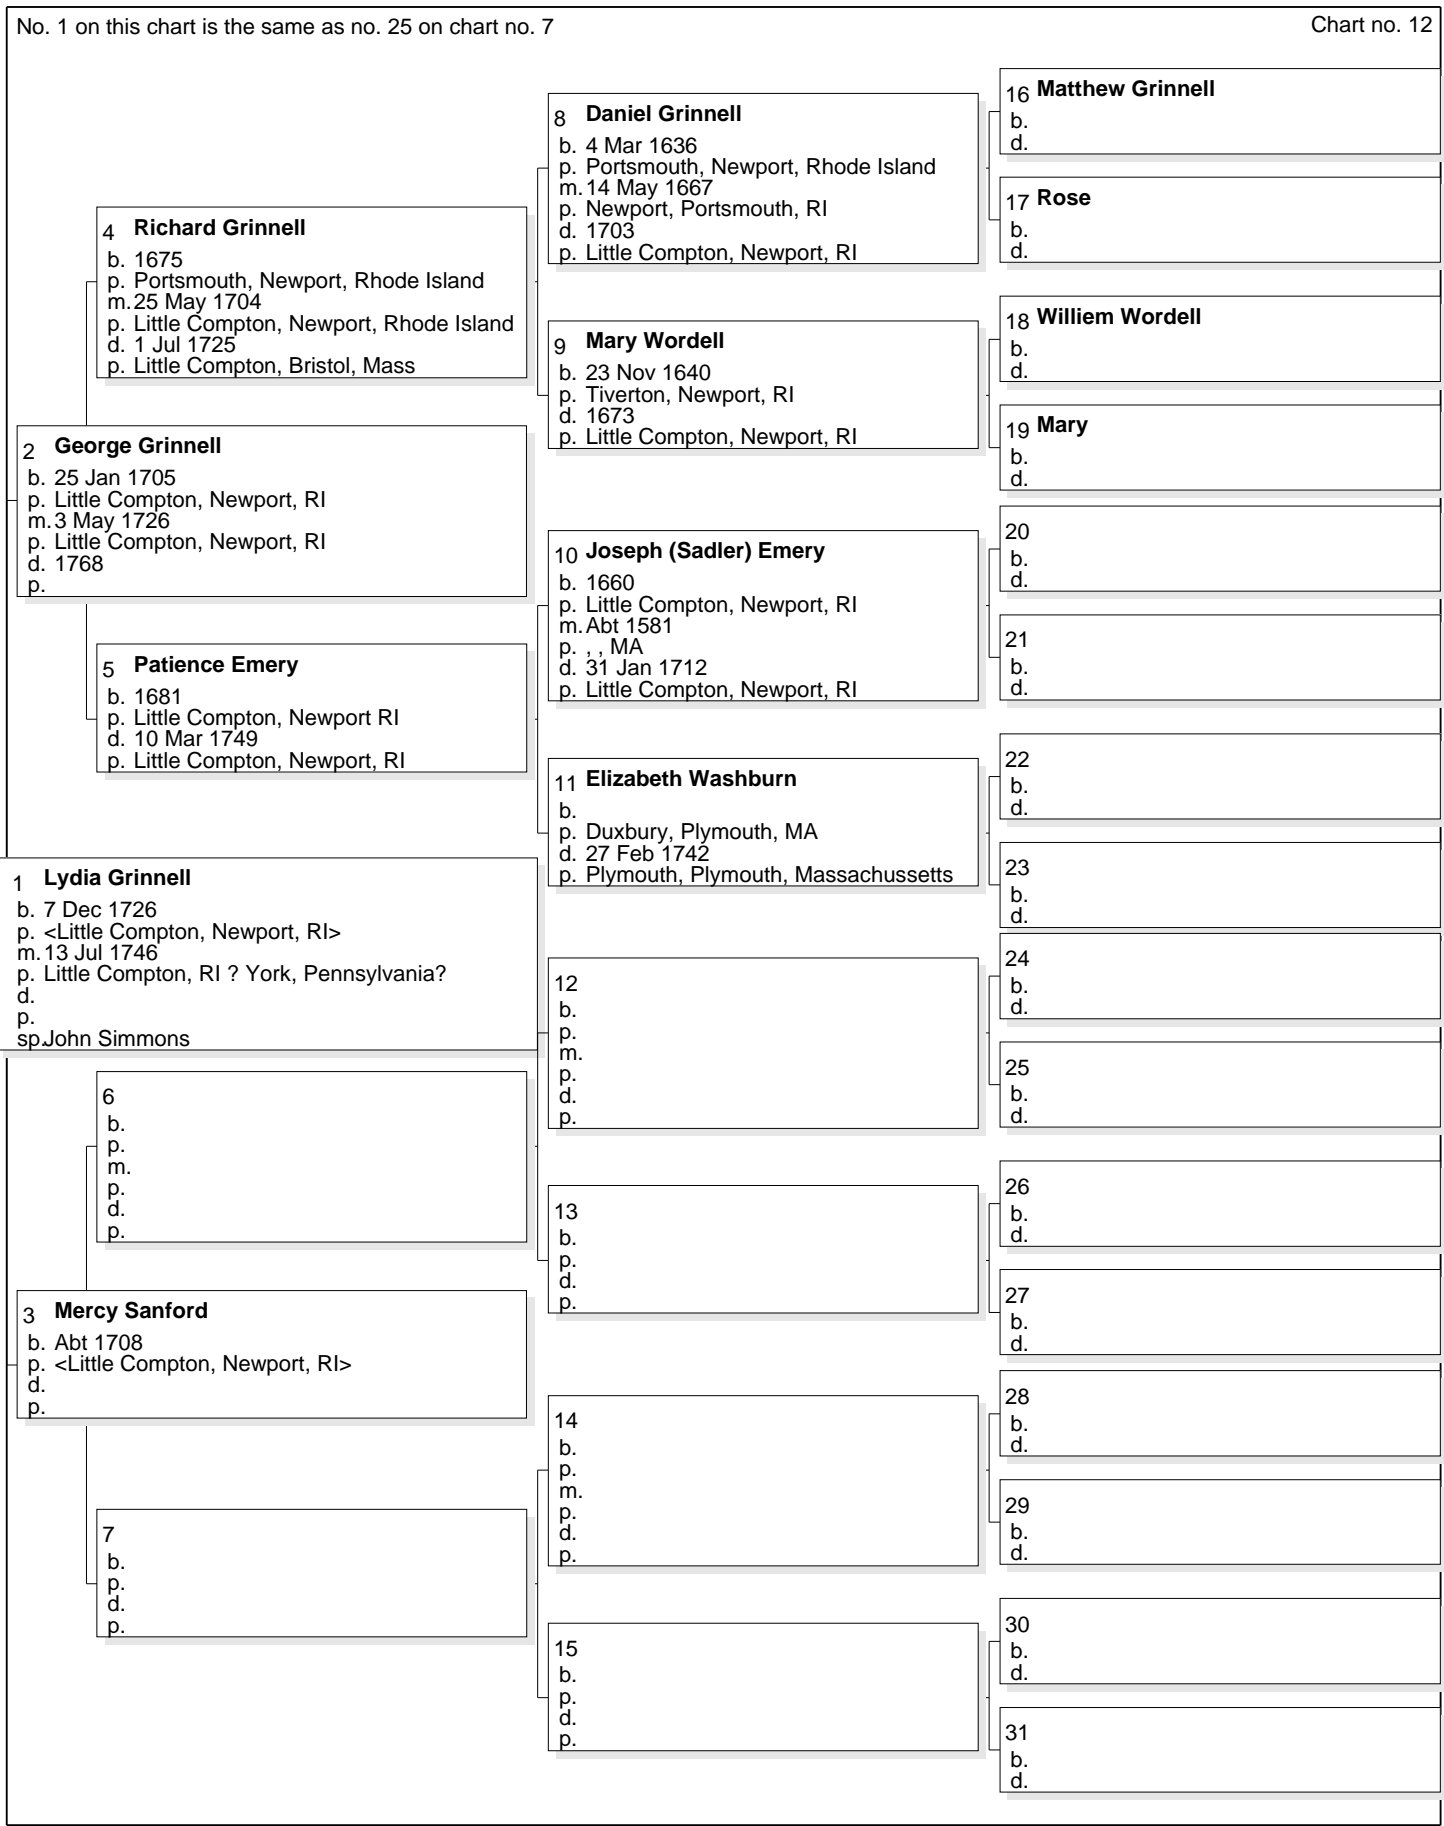 No. 1 on this chart is the same as no. 25 on chart no. 7
Chart no. 12
16 Matthew Grinnell
b.
d.
8 Daniel Grinnell
b. 4 Mar 1636
p. Portsmouth, Newport, Rhode Island
m. 14 May 1667
p. Newport, Portsmouth, RI
d. 1703
p. Little Compton, Newport, RI
17 Rose
b.
d.
4 Richard Grinnell
b. 1675
p. Portsmouth, Newport, Rhode Island
m. 25 May 1704
p. Little Compton, Newport, Rhode Island
d. 1 Jul 1725
p. Little Compton, Bristol, Mass
18 Williem Wordell
b.
d.
9 Mary Wordell
b. 23 Nov 1640
p. Tiverton, Newport, RI
d. 1673
p. Little Compton, Newport, RI
19 Mary
b.
d.
2 George Grinnell
b. 25 Jan 1705
p. Little Compton, Newport, RI
m. 3 May 1726
p. Little Compton, Newport, RI
d. 1768
p.
20
b.
d.
10 Joseph (Sadler) Emery
b. 1660
p. Little Compton, Newport, RI
m. Abt 1581
p. , , MA
d. 31 Jan 1712
p. Little Compton, Newport, RI
21
b.
d.
5 Patience Emery
b. 1681
p. Little Compton, Newport RI
d. 10 Mar 1749
p. Little Compton, Newport, RI
22
b.
d.
11 Elizabeth Washburn
b.
p. Duxbury, Plymouth, MA
d. 27 Feb 1742
p. Plymouth, Plymouth, Massachussetts
23
b.
d.
1 Lydia Grinnell
b. 7 Dec 1726
p. <Little Compton, Newport, RI>
m. 13 Jul 1746
p. Little Compton, RI ? York, Pennsylvania?
d.
p.
sp. John Simmons
24
b.
d.
12
b.
p.
m.
p.
d.
p.
25
b.
d.
6
b.
p.
m.
p.
d.
p.
26
b.
d.
13
b.
p.
d.
p.
27
b.
d.
3 Mercy Sanford
b. Abt 1708
p. <Little Compton, Newport, RI>
d.
p.
28
b.
d.
14
b.
p.
m.
p.
d.
p.
29
b.
d.
7
b.
p.
d.
p.
30
b.
d.
15
b.
p.
d.
p.
31
b.
d.